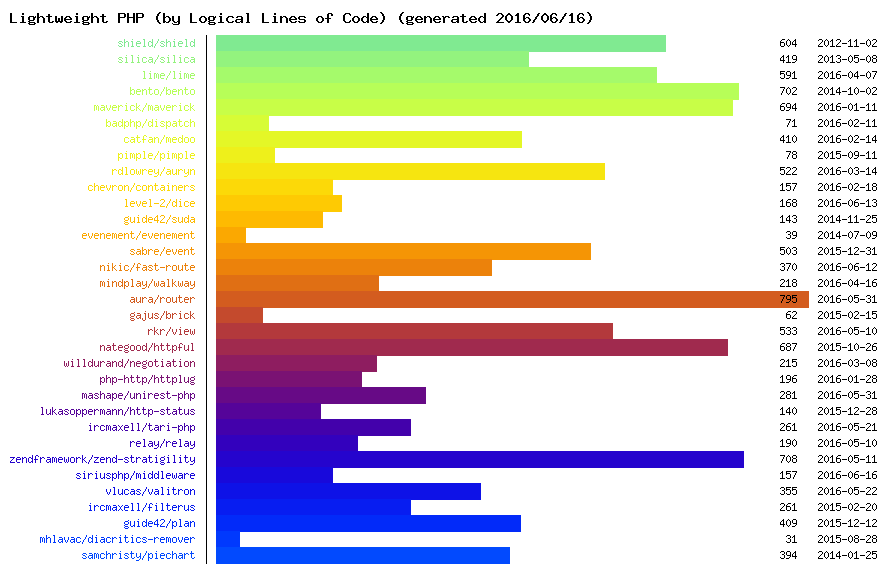 Lightweight PHP (by Logical Lines of Code) (generated 2016/06/16)
shield/shield 604 2012-11-02
silica/silica 419 2013-05-08
lime/lime 591 2016-04-07
bento/bento 702 2014-10-02
maverick/maverick 694 2016-01-11
badphp/dispatch 71 2016-02-11
catfan/medoo 410 2016-02-14
pimple/pimple 78 2015-09-11
rdlowrey/auryn 522 2016-03-14
chevron/containers 157 2016-02-18
level-2/dice 168 2016-06-13
guide42/suda 143 2014-11-25
evenement/evenement 39 2014-07-09
sabre/event 503 2015-12-31
nikic/fast-route 370 2016-06-12
mindplay/walkway 218 2016-04-16
aura/router 795 2016-05-31
gajus/brick 62 2015-02-15
rkr/view 533 2016-05-10
nategood/httpful 687 2015-10-26
willdurand/negotiation 215 2016-03-08
php-http/httplug 196 2016-01-28
mashape/unirest-php 281 2016-05-31
lukasoppermann/http-status 140 2015-12-28
ircmaxell/tari-php 261 2016-05-21
relay/relay 190 2016-05-10
zendframework/zend-stratigility 708 2016-05-11
siriusphp/middleware 157 2016-06-16
vlucas/valitron 355 2016-05-22
ircmaxell/filterus 261 2015-02-20
guide42/plan 409 2015-12-12
mhlavac/diacritics-remover 31 2015-08-28
samchristy/piechart 394 2014-01-25